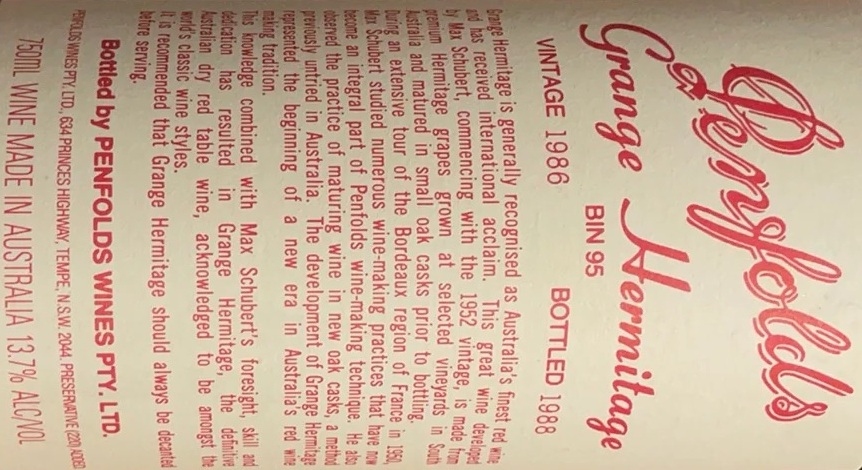 Penfolds
Grange Hermitage
BIN 95
VINTAGE 1986 BOTTLED 1988
Grange Hermitage is generally recognised as Australia's finest red wine
and has received international acclaim. This great wine developed
by Max Schubert, commencing with the 1952 vintage, is made from
premium Hermitage grapes grown at selected vineyards in South
Australia and matured in small oak casks prior to bottling.
During an extensive tour of the Bordeaux region of France in 1950,
Max Schubert studied numerous wine-making practices that have now
become an integral part of Penfolds wine-making technique. He also
observed the practice of maturing wine in new oak casks, a method
previously untried in Australia. The development of Grange Hermitage
represented the beginning of a new era in Australia's red wine
making tradition.
This knowledge combined with Max Schubert's foresight, skill and
dedication has resulted in Grange Hermitage, the definitive
Australian dry red table wine, acknowledged to be amongst the
world's classic wine styles.
It is recommended that Grange Hermitage should always be decanted
before serving.
Bottled by PENFOLDS WINES PTY. LTD.
PENFOLDS WINES PTY. LTD., 634 PRINCES HIGHWAY, TEMPE, N.S.W. 2044. PRESERVATIVE (220) ADDED
750ML WINE MADE IN AUSTRALIA 13.7% ALC/VOL